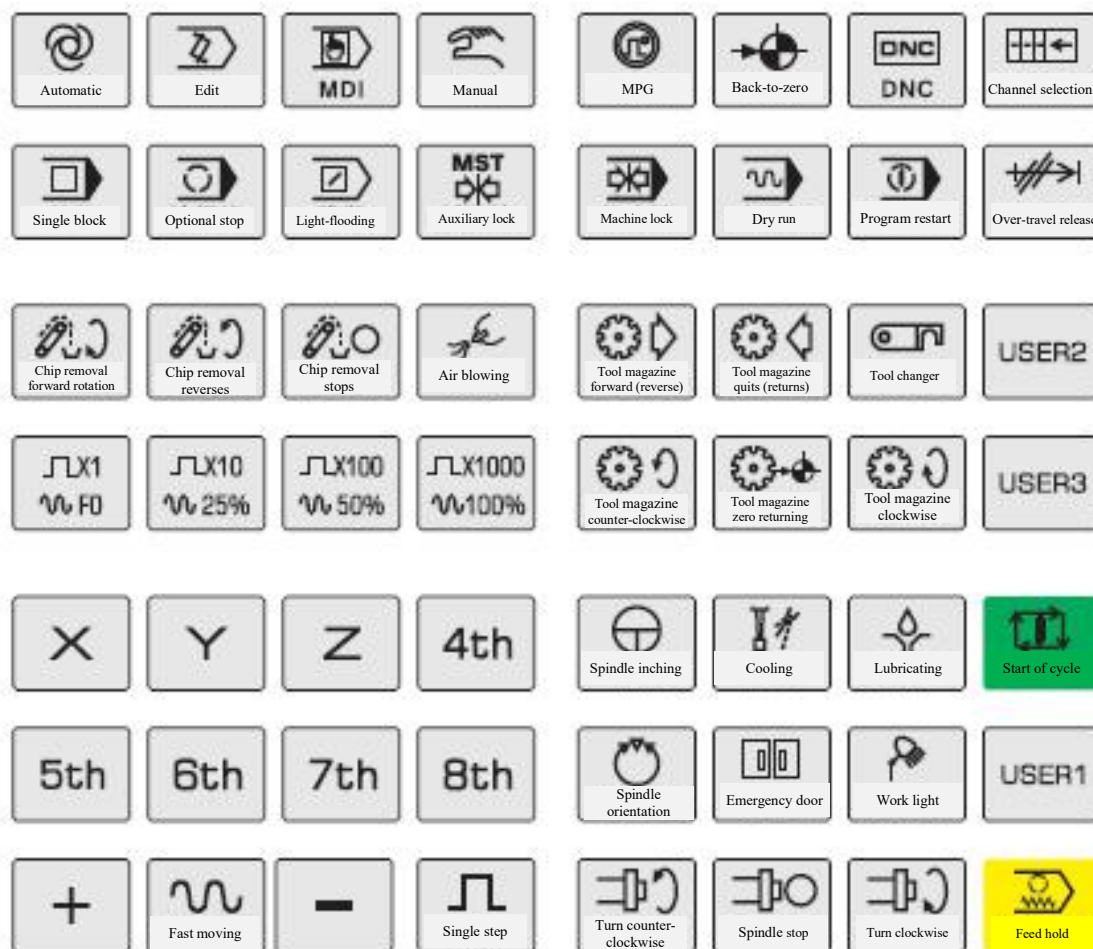 Automatic
Edit
MDI
Manual
MPG
Back-to-zero
DNC
DNC
Channel selection
Single block
Optional stop
Light-flooding
MST
Auxiliary lock
Machine lock
Dry run
Program restart
Over-travel release
Chip removal
forward rotation
Chip removal
reverses
Chip removal
stops
Air blowing
Tool magazine
forward (reverse)
Tool magazine
quits (returns)
Tool changer
USER2
X1
F0
X10
25%
X100
50%
X1000
100%
Tool magazine
counter-clockwise
Tool magazine
zero returning
Tool magazine
clockwise
USER3
X
Y
Z
4th
Spindle inching
Cooling
Lubricating
Start of cycle
5th
6th
7th
8th
Spindle
orientation
Emergency door
Work light
USER1
+
Fast moving
-
Single step
Turn counter-
clockwise
Spindle stop
Turn clockwise
Feed hold